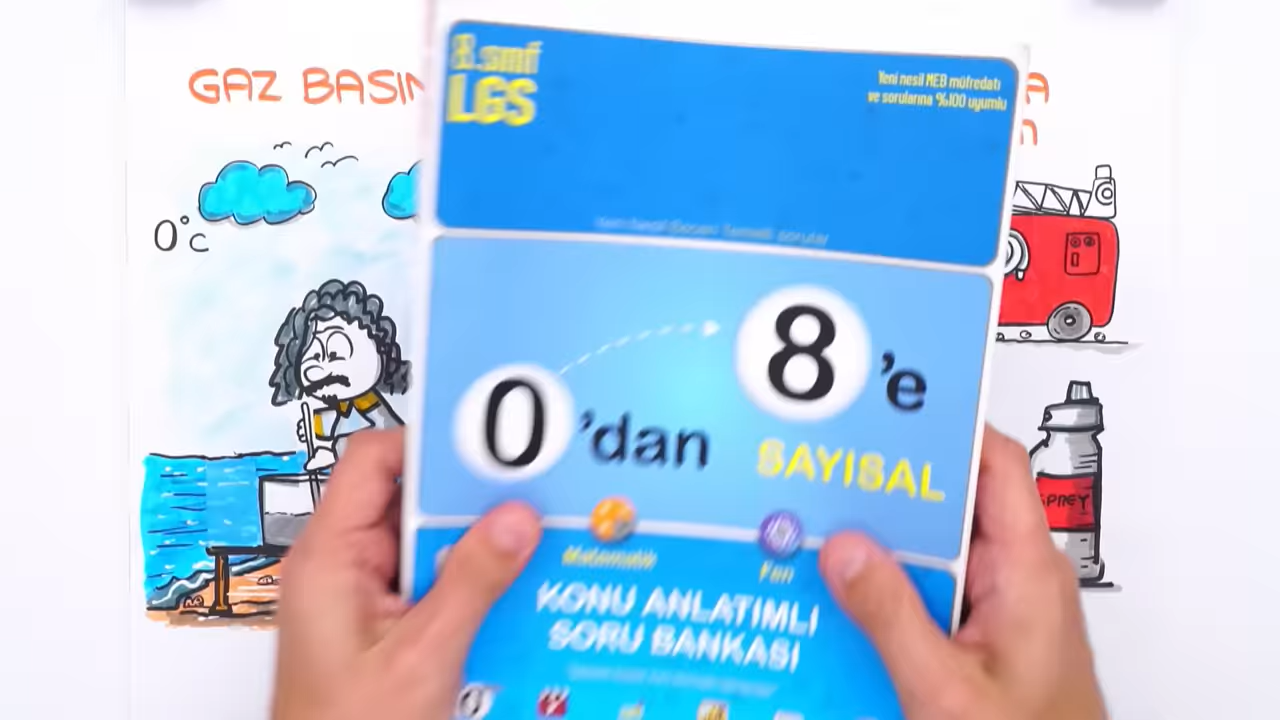 GAZ BASIN
8.sınıf
LGS
Yeni nesil MEB müfredatı
ve sorularına %100 uyumlu
0°c
0'dan
8'e
SAYISAL
Matematik
Fen
KONU ANLATIMLI
SORU BANKASI
SPREY